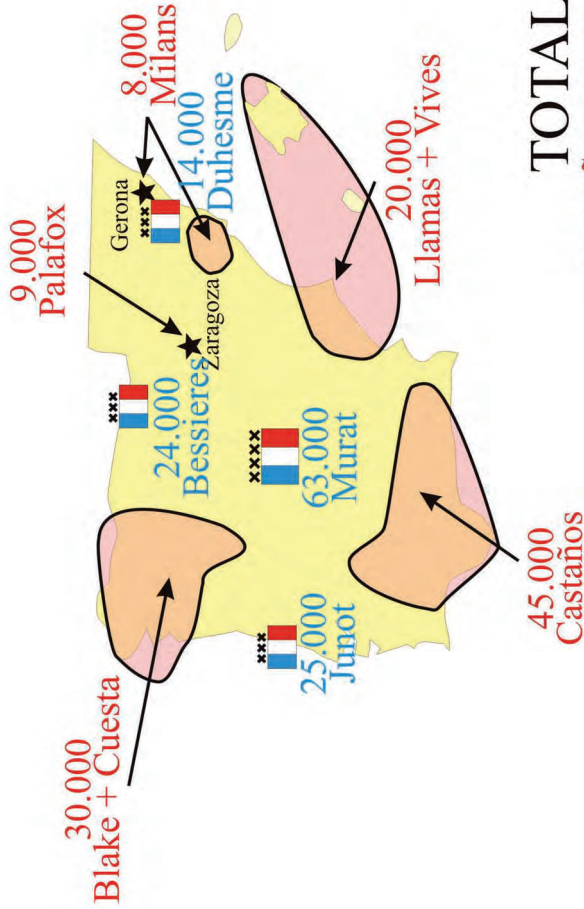 30.000
Blake + Cuesta
9.000
Palafox
8.000
Milans
Gerona
14.000
Duhesme
Zaragoza
24.000
Bessieres
63.000
Murat
25.000
Junot
20.000
Llamas + Vives
45.000
Castaños
TOTAL